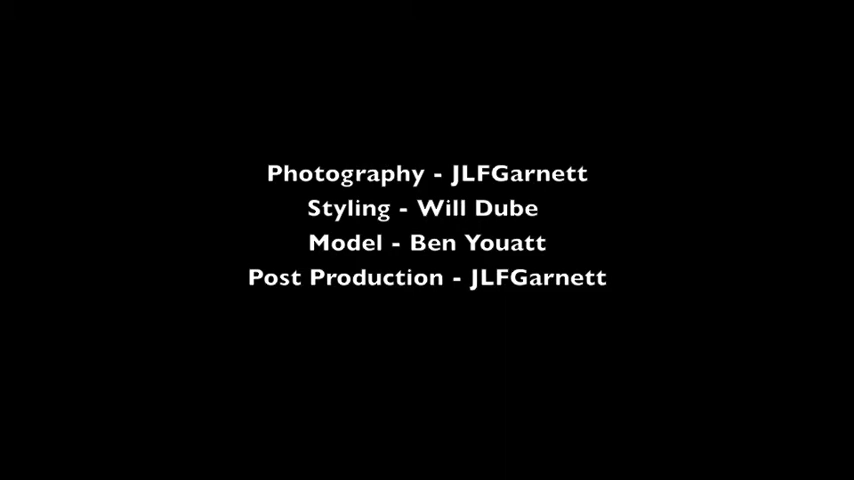 Photography - JLFGarnett
Styling - Will Dube
Model - Ben Youatt
Post Production - JLFGarnett